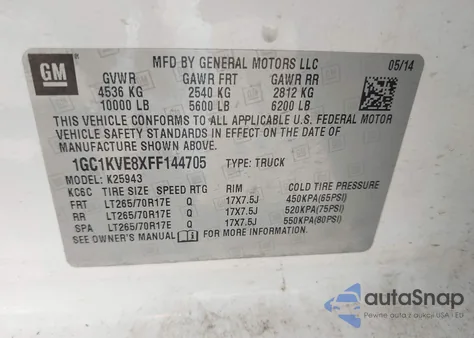 GM
MFD BY GENERAL MOTORS LLC 05/14
GVWR GAWR FRT GAWR RR
4536 KG 2540 KG 2812 KG
10000 LB 5600 LB 6200 LB
THIS VEHICLE CONFORMS TO ALL APPLICABLE U.S. FEDERAL MOTOR
VEHICLE SAFETY STANDARDS IN EFFECT ON THE DATE OF
MANUFACTURE SHOWN ABOVE.
1GC1KVE8XFF144705 TYPE: TRUCK
MODEL: K25943
KC6C TIRE SIZE SPEED RTG RIM COLD TIRE PRESSURE
FRT LT265/70R17E Q 17X7.5J 450KPA(65PSI)
RR LT265/70R17E Q 17X7.5J 520KPA(75PSI)
SPA LT265/70R17E Q 17X7.5J 550KPA(80PSI)
SEE OWNER'S MANUAL FOR MORE INFORMATION
autoSnap
Pewne auto z USA - EU